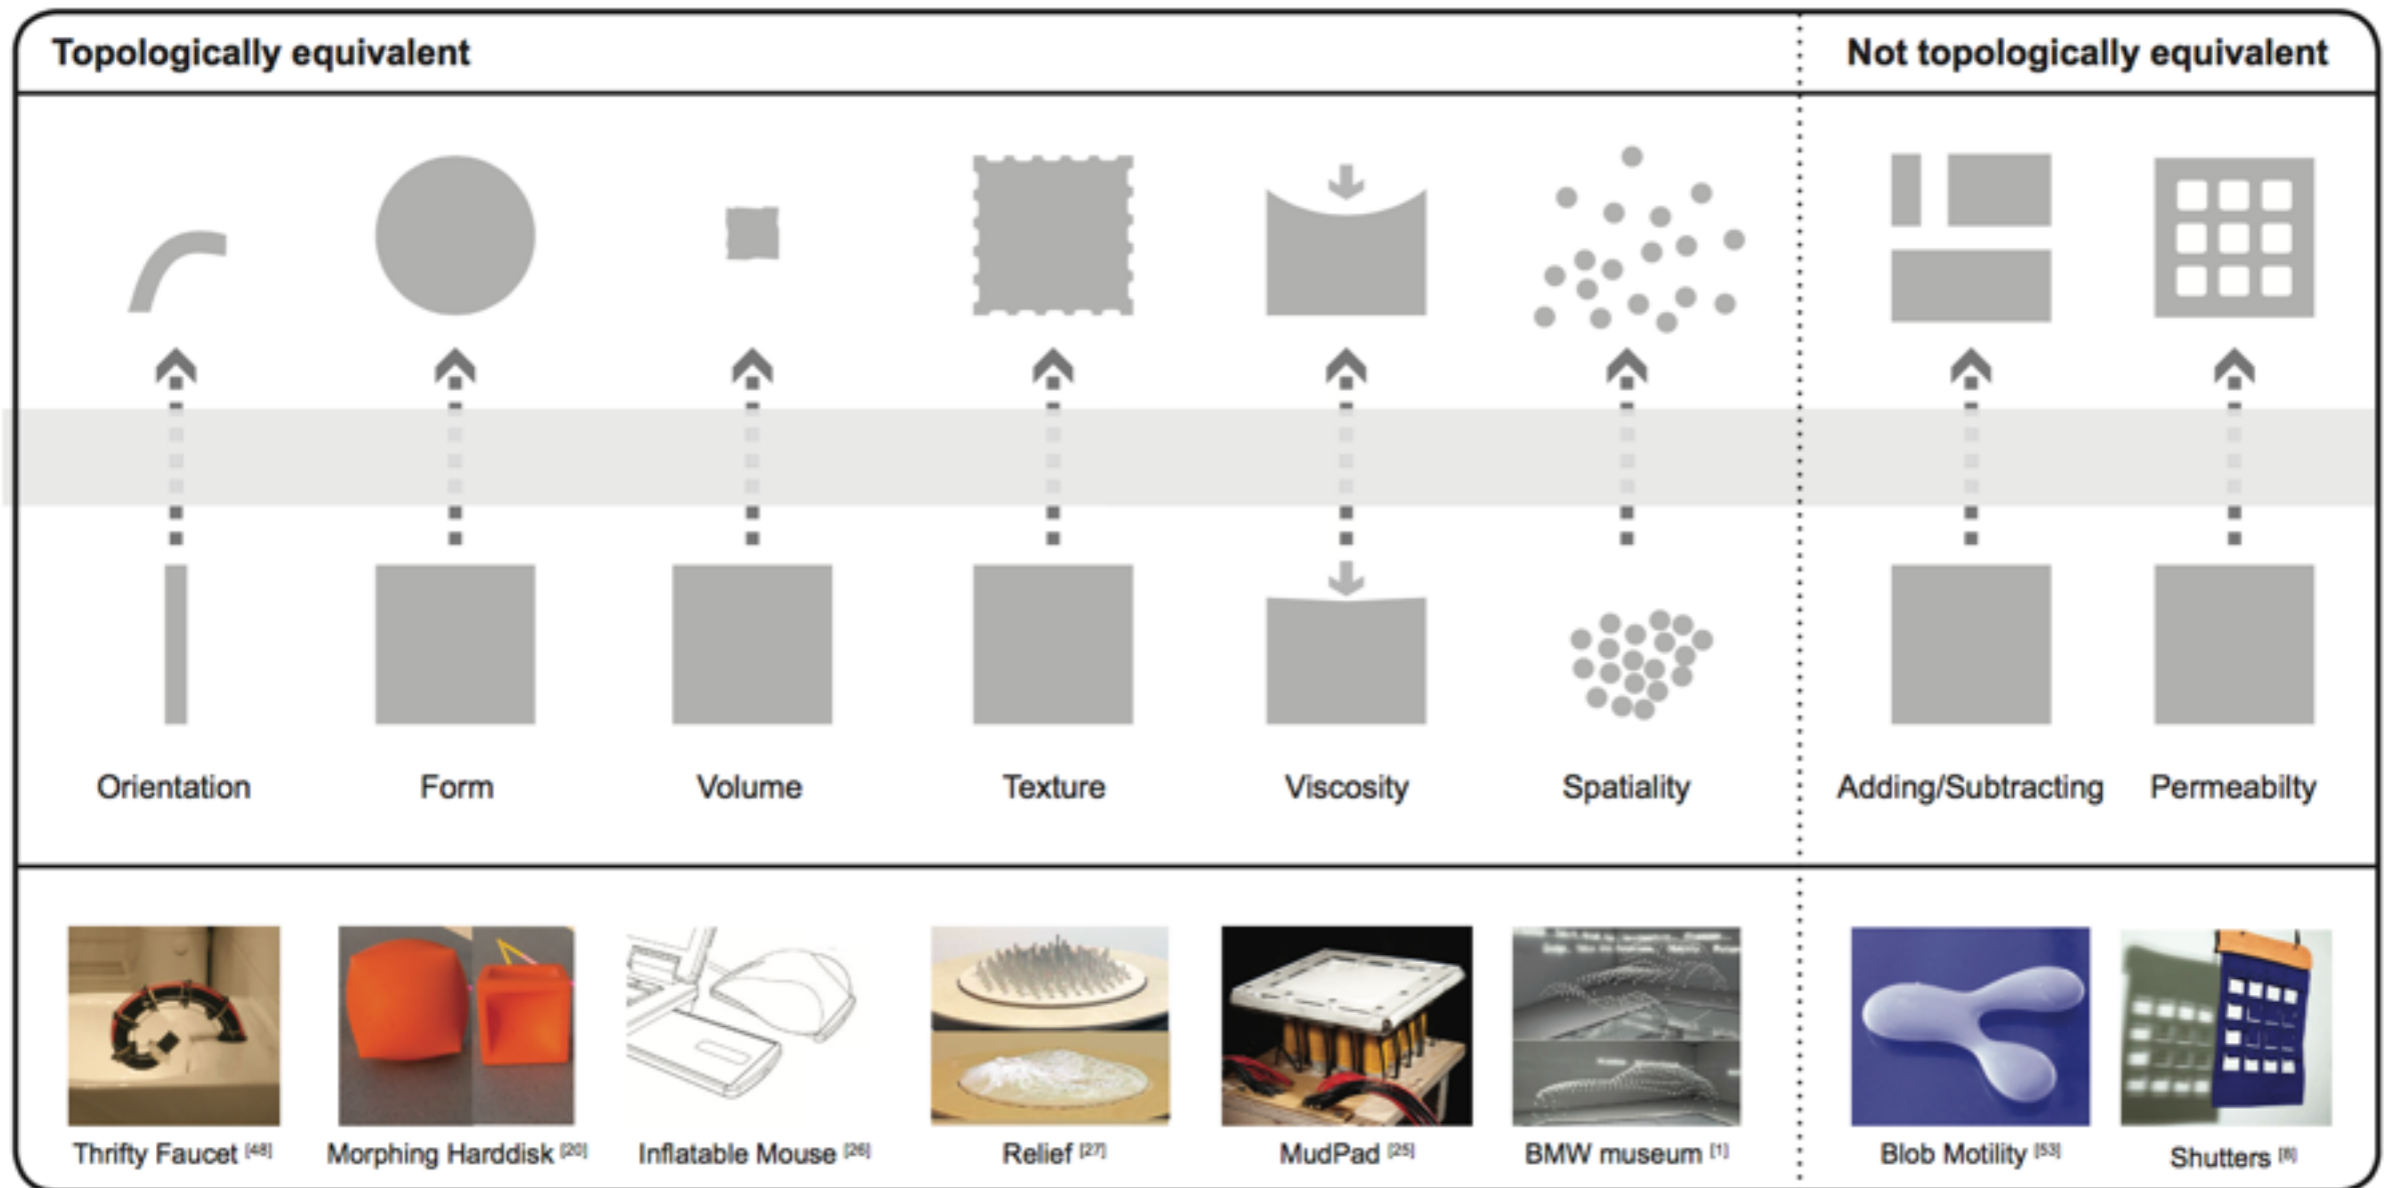 Topologically equivalent
Not topologically equivalent
Orientation
Form
Volume
Texture
Viscosity
Spatiality
Adding/Subtracting
Permeabilty
Thrifty Faucet [48]
Morphing Harddisk [20]
Inflatable Mouse [26]
Relief [27]
MudPad [25]
BMW museum [1]
Blob Motility [53]
Shutters